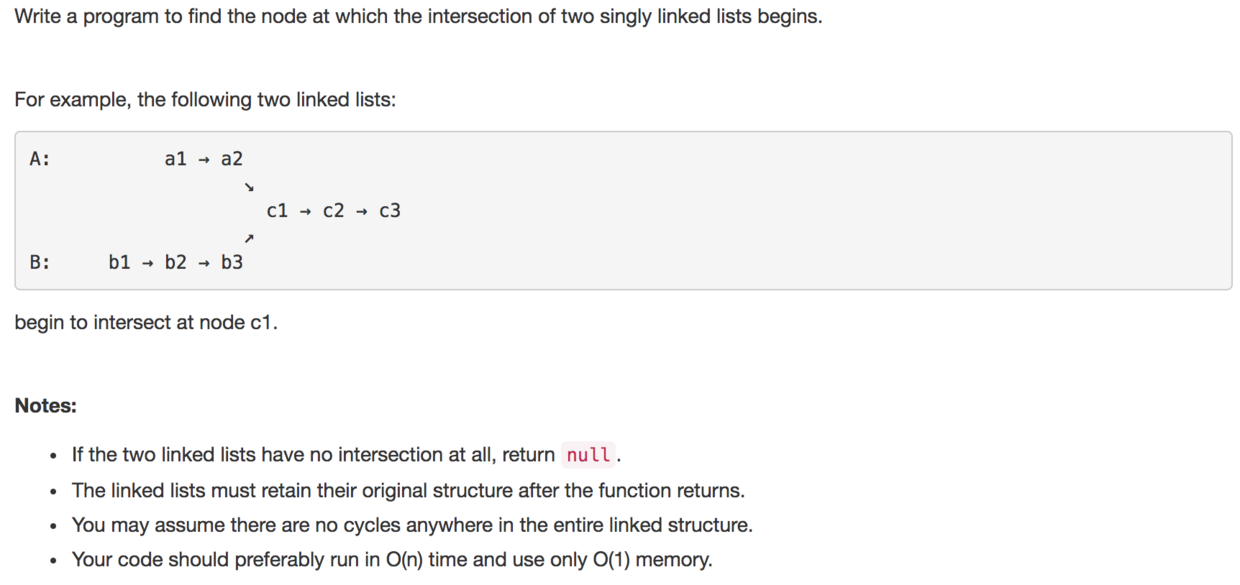 Write a program to find the node at which the intersection of two singly linked lists begins.
For example, the following two linked lists:
A:          a1 → a2
                   ↘
                     c1 → c2 → c3
                   ↗
B:     b1 → b2 → b3
begin to intersect at node c1.
Notes:
• If the two linked lists have no intersection at all, return null.
• The linked lists must retain their original structure after the function returns.
• You may assume there are no cycles anywhere in the entire linked structure.
• Your code should preferably run in O(n) time and use only O(1) memory.